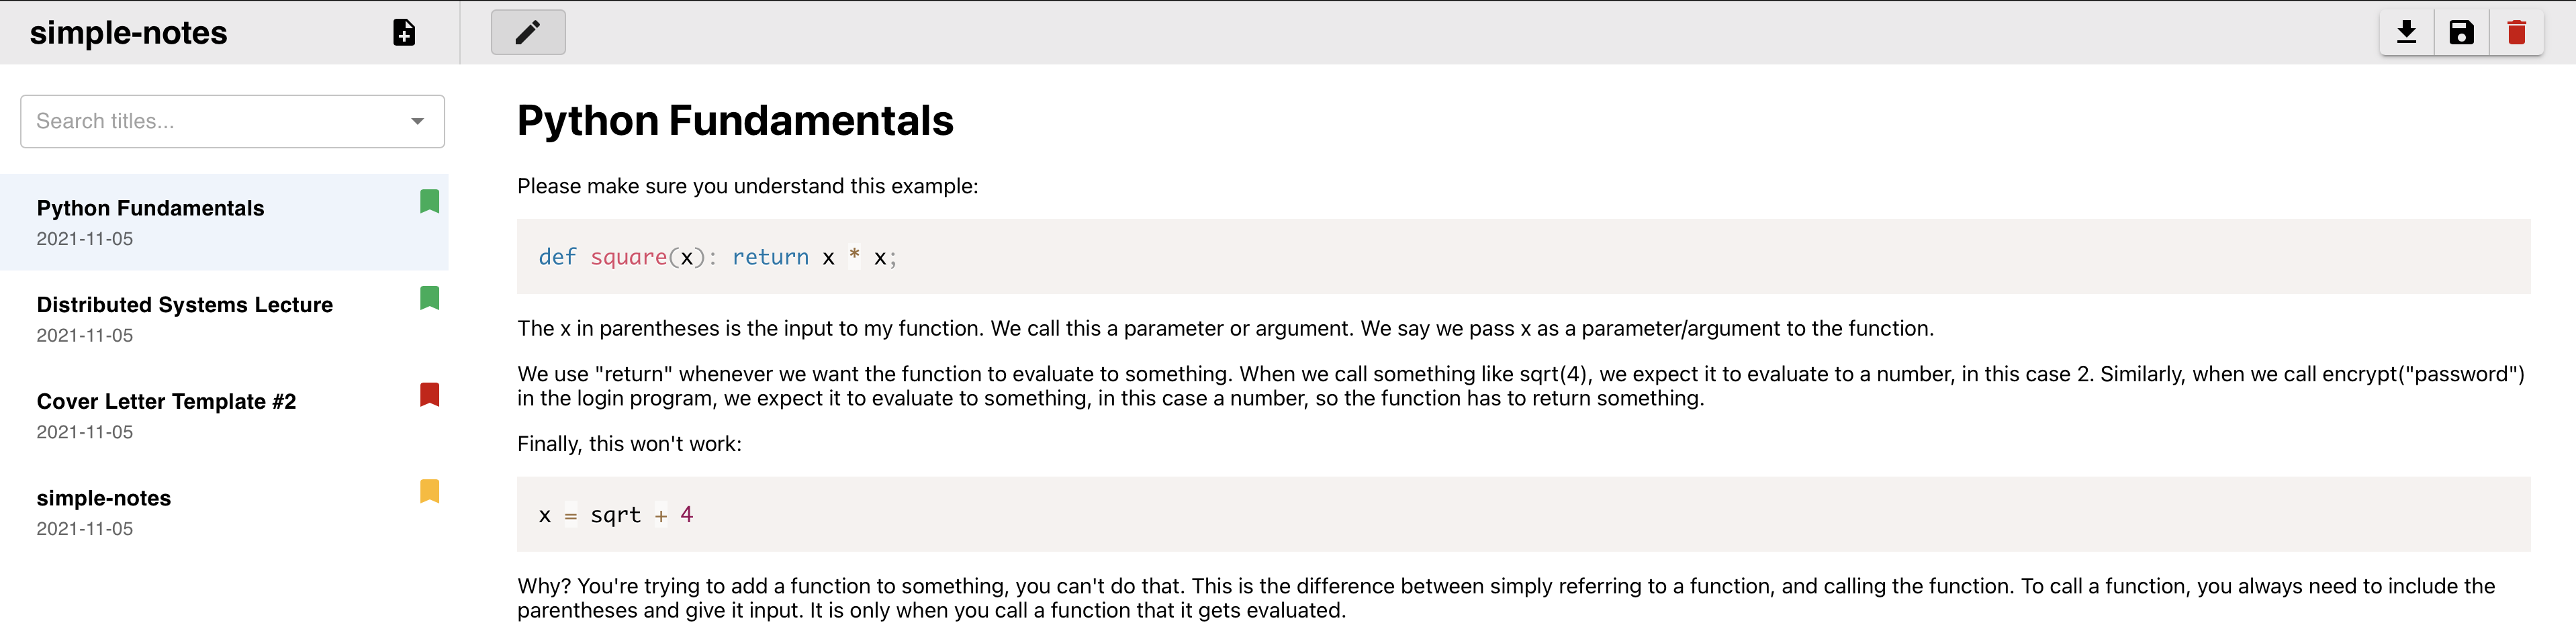 simple-notes
Search titles...
Python Fundamentals
2021-11-05
Distributed Systems Lecture
2021-11-05
Cover Letter Template #2
2021-11-05
simple-notes
2021-11-05
Python Fundamentals
Please make sure you understand this example:
def square(x): return x * x;
The x in parentheses is the input to my function. We call this a parameter or argument. We say we pass x as a parameter/argument to the function.
We use "return" whenever we want the function to evaluate to something. When we call something like sqrt(4), we expect it to evaluate to a number, in this case 2. Similarly, when we call encrypt("password")
in the login program, we expect it to evaluate to something, in this case a number, so the function has to return something.
Finally, this won't work:
x = sqrt + 4
Why? You're trying to add a function to something, you can't do that. This is the difference between simply referring to a function, and calling the function. To call a function, you always need to include the
parentheses and give it input. It is only when you call a function that it gets evaluated.